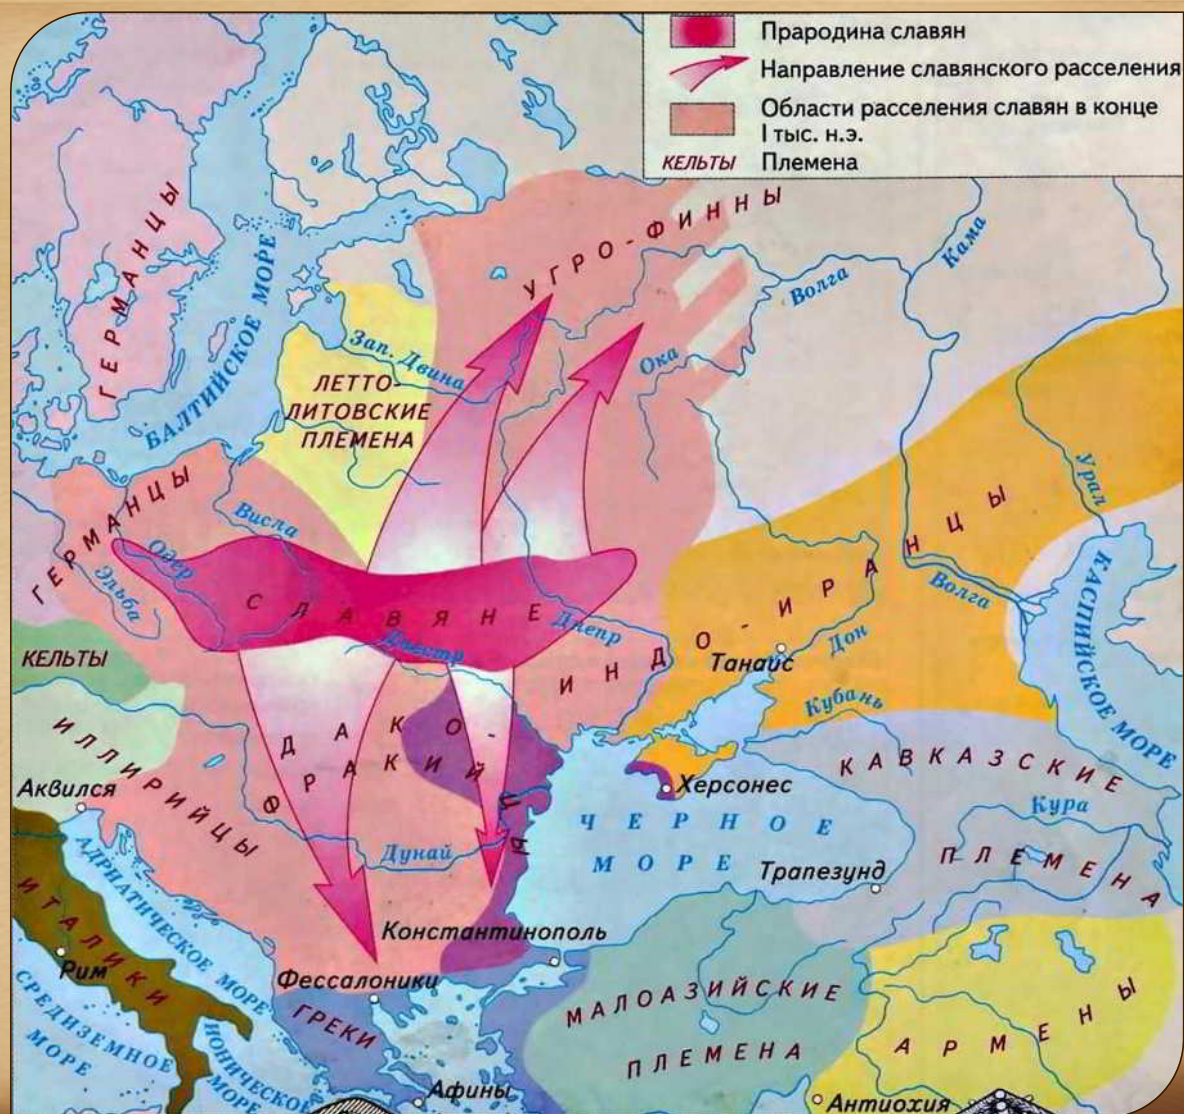 Прародина славян
Направление славянского расселения
Области расселения славян в конце
I тыс. н.э.
КЕЛЬТЫ Племена
ГЕРМАНЦЫ
БАЛТИЙСКОЕ МОРЕ
УГРО-ФИННЫ
Кама
Волга
Ока
Зап. Двина
ЛЕТТО-
ЛИТОВСКИЕ
ПЛЕМЕНА
ГЕРМАНЦЫ
Висла
Одер
Эльба
СЛАВЯНЕ
Днепр
Днестр
ИНДО-ИРАНЦЫ
Урал
Волга
КАСПИЙСКОЕ МОРЕ
Дон
Танаис
Кубань
КЕЛЬТЫ
ИЛЛИРИЙЦЫ
ДАКО-
ФРАКИЙЦЫ
Аквился
Дунай
Херсонес
ЧЕРНОЕ
МОРЕ
КАВКАЗСКИЕ
ПЛЕМЕНА
Кура
Трапезунд
АДРИАТИЧЕСКОЕ МОРЕ
ИТАЛИКИ
Рим
Константинополь
Фессалоники
ГРЕКИ
СРЕДИЗЕМНОЕ
МОРЕ
ИОНИЧЕСКОЕ
МОРЕ
МАЛОАЗИЙСКИЕ
ПЛЕМЕНА
АРМЕНЫ
Афины
Антиохия